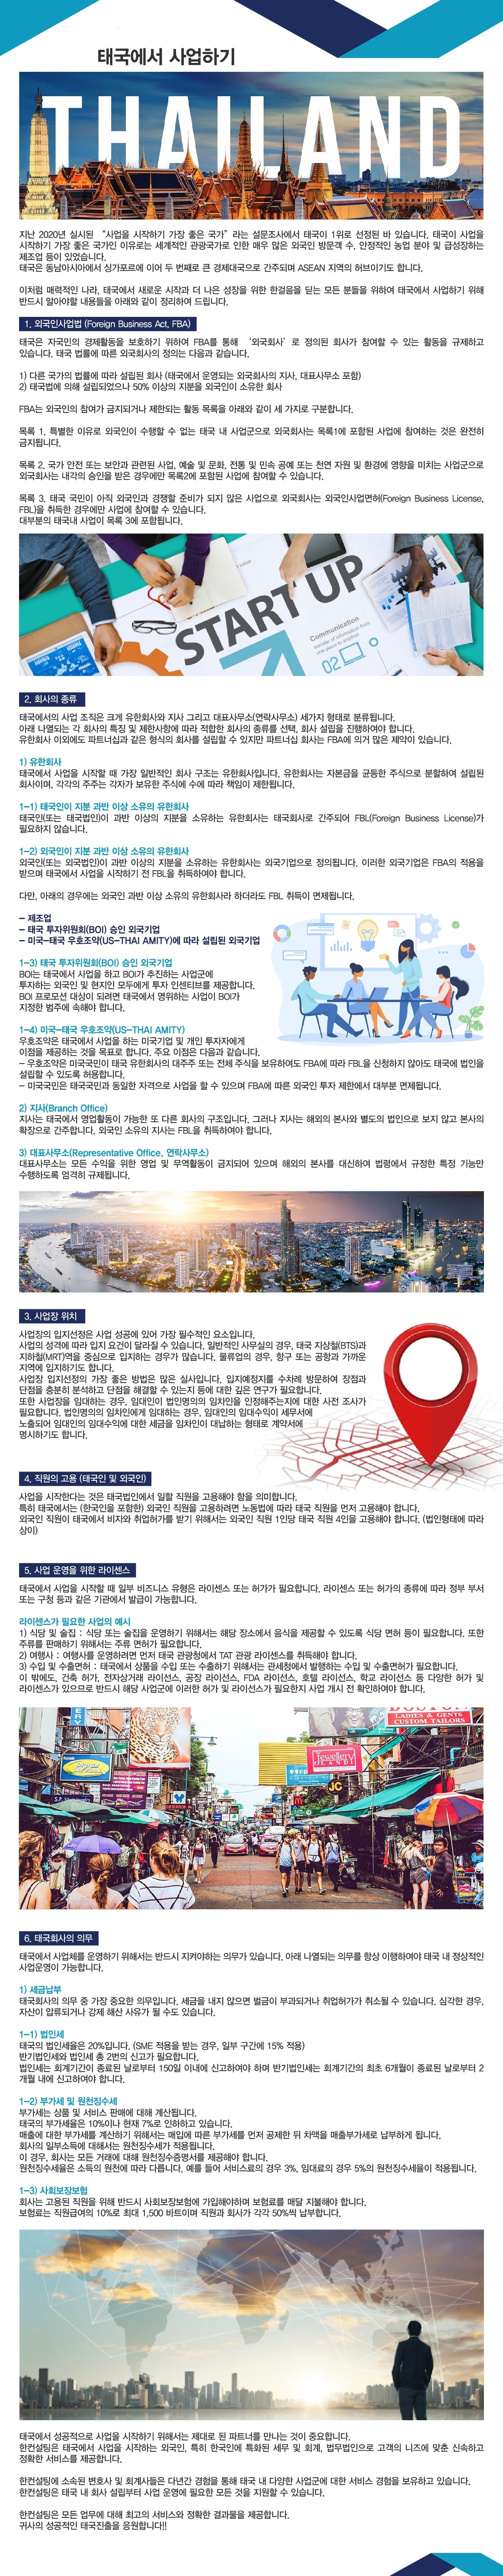 태국에서 사업하기
THAILAND
지난 2020년 실시된 “사업을 시작하기 가장 좋은 국가”라는 설문조사에서 태국이 1위로 선정된 바 있습니다. 태국이 사업을
시작하기 가장 좋은 국가인 이유로는 세계적인 관광국가로 인한 매우 많은 외국인 방문객 수, 안정적인 농업 분야 및 급성장하는
제조업 등이 있었습니다.
태국은 동남아시아에서 싱가포르에 이어 두 번째로 큰 경제대국으로 간주되며 ASEAN 지역의 허브이기도 합니다.
이처럼 매력적인 나라, 태국에서 새로운 시작과 더 나은 성장을 위한 한걸음을 딛는 모든 분들을 위하여 태국에서 사업하기 위해
반드시 알아야할 내용들을 아래와 같이 정리하여 드립니다.
1. 외국인사업법 (Foreign Business Act, FBA)
태국은 자국민의 경제활동을 보호하기 위하여 FBA를 통해 ‘외국회사’로 정의된 회사가 참여할 수 있는 활동을 규제하고
있습니다. 태국 법률에 따른 외국회사의 정의는 다음과 같습니다.
1) 다른 국가의 법률에 따라 설립된 회사 (태국에서 운영되는 외국회사의 지사, 대표사무소 포함)
2) 태국법에 의해 설립되었으나 50% 이상의 지분을 외국인이 소유한 회사
FBA는 외국인의 참여가 금지되거나 제한되는 활동 목록을 아래와 같이 세 가지로 구분합니다.
목록 1. 특별한 이유로 외국인이 수행할 수 없는 태국 내 사업군으로 외국회사는 목록1에 포함된 사업에 참여하는 것은 완전히
금지됩니다.
목록 2. 국가 안전 또는 보안과 관련된 사업, 예술 및 문화, 전통 및 민속 공예 또는 천연 자원 및 환경에 영향을 미치는 사업군으로
외국회사는 내각의 승인을 받은 경우에만 목록2에 포함된 사업에 참여할 수 있습니다.
목록 3. 태국 국민이 아직 외국인과 경쟁할 준비가 되지 않은 사업으로 외국회사는 외국인사업면허(Foreign Business License,
FBL)을 취득한 경우에만 사업에 참여할 수 있습니다.
대부분의 태국내 사업이 목록 3에 포함됩니다.
START UP
Communication
2. 회사의 종류
태국에서의 사업 조직은 크게 유한회사와 지사 그리고 대표사무소(연락사무소) 세가지 형태로 분류됩니다.
아래 나열되는 각 회사의 특징 및 제한사항에 따라 적합한 회사의 종류를 선택, 회사 설립을 진행하여야 합니다.
유한회사 이외에도 파트너십과 같은 형식의 회사를 설립할 수 있지만 파트너십 회사는 FBA에 의거 많은 제약이 있습니다.
1) 유한회사
태국에서 사업을 시작할 때 가장 일반적인 회사 구조는 유한회사입니다. 유한회사는 자본금을 균등한 주식으로 분할하여 설립된
회사이며, 각각의 주주는 각자가 보유한 주식에 수에 따라 책임이 제한됩니다.
1-1) 태국인이 지분 과반 이상 소유의 유한회사
태국인(또는 태국법인)이 과반 이상의 지분을 소유하는 유한회사는 태국회사로 간주되어 FBL(Foreign Business License)가
필요하지 않습니다.
1-2) 외국인이 지분 과반 이상 소유의 유한회사
외국인(또는 외국법인)이 과반 이상의 지분을 소유하는 유한회사는 외국기업으로 정의됩니다. 이러한 외국기업은 FBA의 적용을
받으며 태국에서 사업을 시작하기 전 FBL을 취득하여야 합니다.
다만, 아래의 경우에는 외국인 과반 이상 소유의 유한회사라 하더라도 FBL 취득이 면제됩니다.
- 제조업
- 태국 투자위원회(BOI) 승인 외국기업
- 미국-태국 우호조약(US-THAI AMITY)에 따라 설립된 외국기업
1-3) 태국 투자위원회(BOI) 승인 외국기업
BOI는 태국에서 사업을 하고 BOI가 추진하는 사업군에
투자하는 외국인 및 현지인 모두에게 투자 인센티브를 제공합니다.
BOI 프로모션 대상이 되려면 태국에서 영위하는 사업이 BOI가
지정한 범주에 속해야 합니다.
1-4) 미국-태국 우호조약(US-THAI AMITY)
우호조약은 태국에서 사업을 하는 미국기업 및 개인 투자자에게
이점을 제공하는 것을 목표로 합니다. 주요 이점은 다음과 같습니다.
- 우호조약은 미국국민이 태국 유한회사의 대주주 또는 전체 주식을 보유하여도 FBA에 따라 FBL을 신청하지 않아도 태국에 법인을
설립할 수 있도록 허용합니다.
- 미국국민은 태국국민과 동일한 자격으로 사업을 할 수 있으며 FBA에 따른 외국인 투자 제한에서 대부분 면제됩니다.
2) 지사(Branch Office)
지사는 태국에서 영업활동이 가능한 또 다른 회사의 구조입니다. 그러나 지사는 해외의 본사와 별도의 법인으로 보지 않고 본사의
확장으로 간주합니다. 외국인 소유의 지사는 FBL을 취득하여야 합니다.
3) 대표사무소(Representative Office, 연락사무소)
대표사무소는 모든 수익을 위한 영업 및 무역활동이 금지되어 있으며 해외의 본사를 대신하여 법령에서 규정한 특정 기능만
수행하도록 엄격히 규제됩니다.
3. 사업장 위치
사업장의 입지선정은 사업 성공에 있어 가장 필수적인 요소입니다.
사업의 성격에 따라 입지 요건이 달라질 수 있습니다. 일반적인 사무실의 경우, 태국 지상철(BTS)과
지하철(MRT)역을 중심으로 입지하는 경우가 많습니다. 물류업의 경우, 항구 또는 공항과 가까운
지역에 입지하기도 합니다.
사업장 입지선정의 가장 좋은 방법은 많은 실사입니다. 입지예정지를 수차례 방문하여 장점과
단점을 충분히 분석하고 단점을 해결할 수 있는지 등에 대한 깊은 연구가 필요합니다.
또한 사업장을 임대하는 경우, 임대인이 법인명의의 임차인을 인정해주는지에 대한 사전 조사가
필요합니다. 법인명의의 임차인에게 임대하는 경우, 임대인의 임대수익이 세무서에
노출되어 임대인의 임대수익에 대한 세금을 임차인이 대납하는 형태로 계약서에
명시하기도 합니다.
4. 직원의 고용 (태국인 및 외국인)
사업을 시작한다는 것은 태국법인에서 일할 직원을 고용해야 함을 의미합니다.
특히 태국에서는 (한국인을 포함한) 외국인 직원을 고용하려면 노동법에 따라 태국 직원을 먼저 고용해야 합니다.
외국인 직원이 태국에서 비자와 취업허가를 받기 위해서는 외국인 직원 1인당 태국 직원 4인을 고용해야 합니다. (법인형태에 따라
상이)
5. 사업 운영을 위한 라이센스
태국에서 사업을 시작할 때 일부 비즈니스 유형은 라이센스 또는 허가가 필요합니다. 라이센스 또는 허가의 종류에 따라 정부 부서
또는 구청 등과 같은 기관에서 발급이 가능합니다.
라이센스가 필요한 사업의 예시
1) 식당 및 술집 : 식당 또는 술집을 운영하기 위해서는 해당 장소에서 음식을 제공할 수 있도록 식당 면허 등이 필요합니다. 또한
주류를 판매하기 위해서는 주류 면허가 필요합니다.
2) 여행사 : 여행사를 운영하려면 먼저 태국 관광청에서 TAT 관광 라이센스를 취득해야 합니다.
3) 수입 및 수출면허 : 태국에서 상품을 수입 또는 수출하기 위해서는 관세청에서 발행하는 수입 및 수출면허가 필요합니다.
이 밖에도, 건축 허가, 전자상거래 라이선스, 공장 라이선스, FDA 라이선스, 호텔 라이선스, 학교 라이선스 등 다양한 허가 및
라이센스가 있으므로 반드시 해당 사업군에 이러한 허가 및 라이선스가 필요한지 사업 개시 전 확인하여야 합니다.
BOSTON
LADIES & GENTS
CUSTOM TAILORS
Jewellery
JC
6. 태국회사의 의무
태국에서 사업체를 운영하기 위해서는 반드시 지켜야하는 의무가 있습니다. 아래 나열되는 의무를 항상 이행하여야 태국 내 정상적인
사업운영이 가능합니다.
1) 세금납부
태국회사의 의무 중 가장 중요한 의무입니다. 세금을 내지 않으면 벌금이 부과되거나 취업허가가 취소될 수 있습니다. 심각한 경우,
자산이 압류되거나 강제 해산 사유가 될 수도 있습니다.
1-1) 법인세
태국의 법인세율은 20%입니다. (SME 적용을 받는 경우, 일부 구간에 15% 적용)
반기법인세와 법인세 총 2번의 신고가 필요합니다.
법인세는 회계기간이 종료된 날로부터 150일 이내에 신고하여야 하며 반기법인세는 회계기간의 최초 6개월이 종료된 날로부터 2
개월 내에 신고하여야 합니다.
1-2) 부가세 및 원천징수세
부가세는 상품 및 서비스 판매에 대해 계산됩니다.
태국의 부가세율은 10%이나 현재 7%로 인하하고 있습니다.
매출에 대한 부가세를 계산하기 위해서는 매입에 따른 부가세를 먼저 공제한 뒤 차액을 매출부가세로 납부하게 됩니다.
회사의 일부소득에 대해서는 원천징수세가 적용됩니다.
이 경우, 회사는 모든 거래에 대해 원천징수증명서를 제공해야 합니다.
원천징수세율은 소득의 원천에 따라 다릅니다. 예를 들어 서비스료의 경우 3%, 임대료의 경우 5%의 원천징수세율이 적용됩니다.
1-3) 사회보장보험
회사는 고용된 직원을 위해 반드시 사회보장보험에 가입해야하며 보험료를 매달 지불해야 합니다.
보험료는 직원급여의 10%로 최대 1,500 바트이며 직원과 회사가 각각 50%씩 납부합니다.
태국에서 성공적으로 사업을 시작하기 위해서는 제대로 된 파트너를 만나는 것이 중요합니다.
한컨설팅은 태국에서 사업을 시작하는 외국인, 특히 한국인에 특화된 세무 및 회계, 법무법인으로 고객의 니즈에 맞춘 신속하고
정확한 서비스를 제공합니다.
한컨설팅에 소속된 변호사 및 회계사들은 다년간 경험을 통해 태국 내 다양한 사업군에 대한 서비스 경험을 보유하고 있습니다.
한컨설팅은 태국 내 회사 설립부터 사업 운영에 필요한 모든 것을 지원할 수 있습니다.
한컨설팅은 모든 업무에 대해 최고의 서비스와 정확한 결과물을 제공합니다.
귀사의 성공적인 태국진출을 응원합니다!!